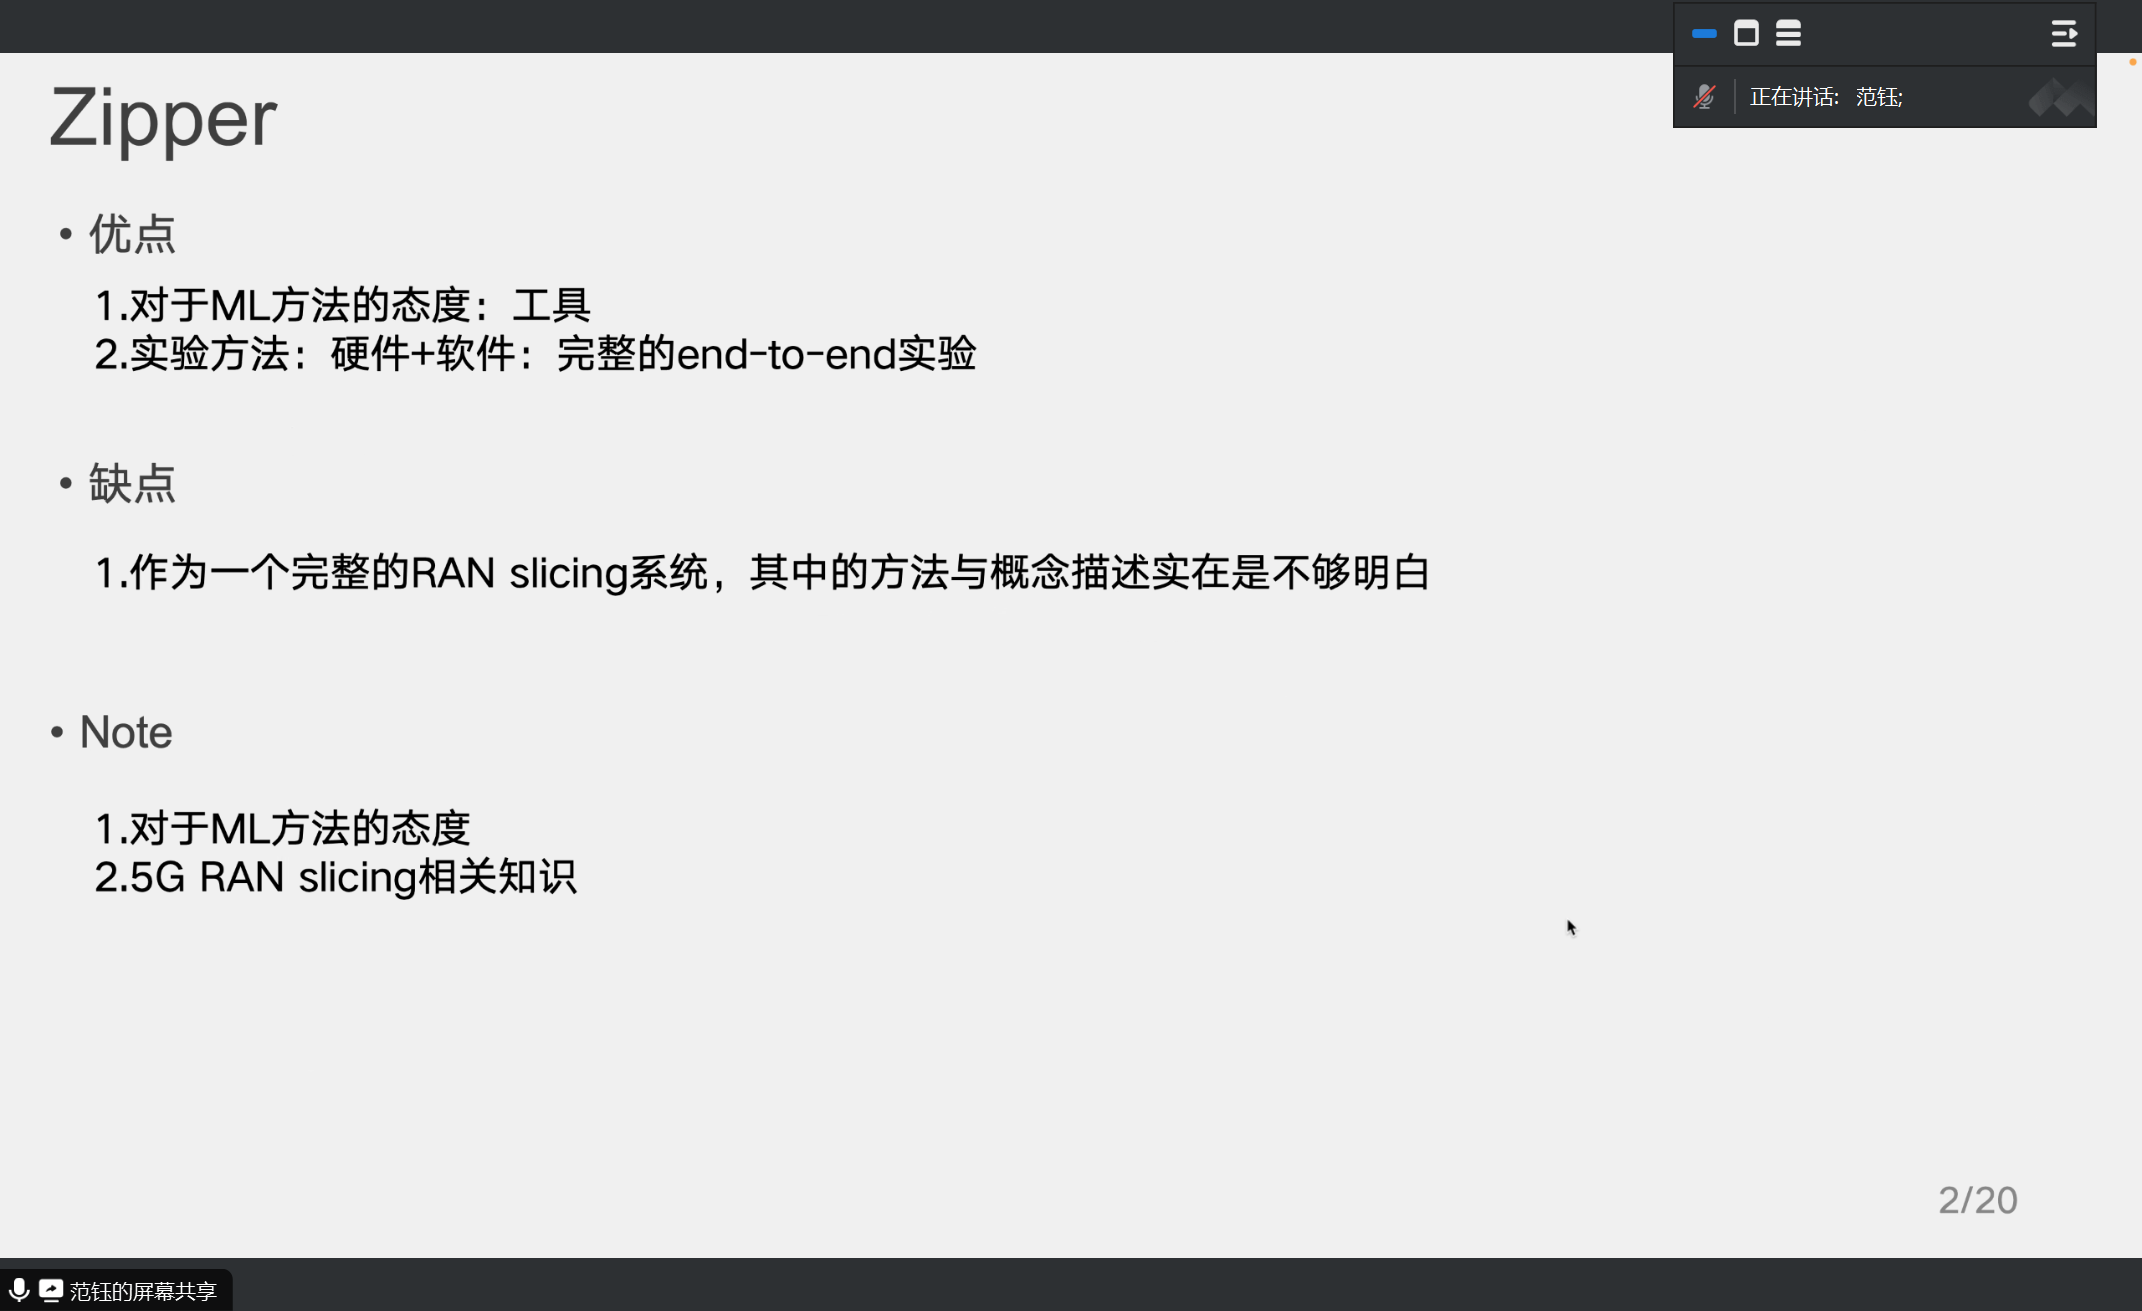 正在讲话: 范钰;
Zipper
• 优点
1.对于ML方法的态度：工具
2.实验方法：硬件+软件：完整的end-to-end实验
• 缺点
1.作为一个完整的RAN slicing系统，其中的方法与概念描述实在是不够明白
• Note
1.对于ML方法的态度
2.5G RAN slicing相关知识
2/20
范钰的屏幕共享